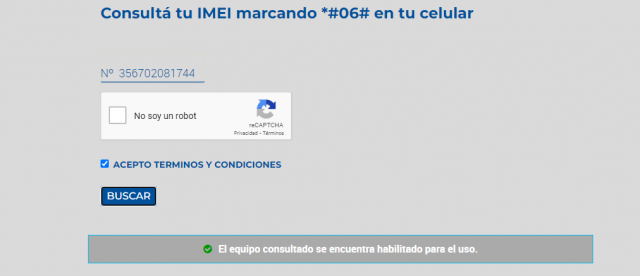 Consultá tu IMEI marcando *#06# en tu celular
Nº 356702081744
No soy un robot
reCAPTCHA
Privacidad - Términos
ACEPTO TERMINOS Y CONDICIONES
BUSCAR
El equipo consultado se encuentra habilitado para el uso.